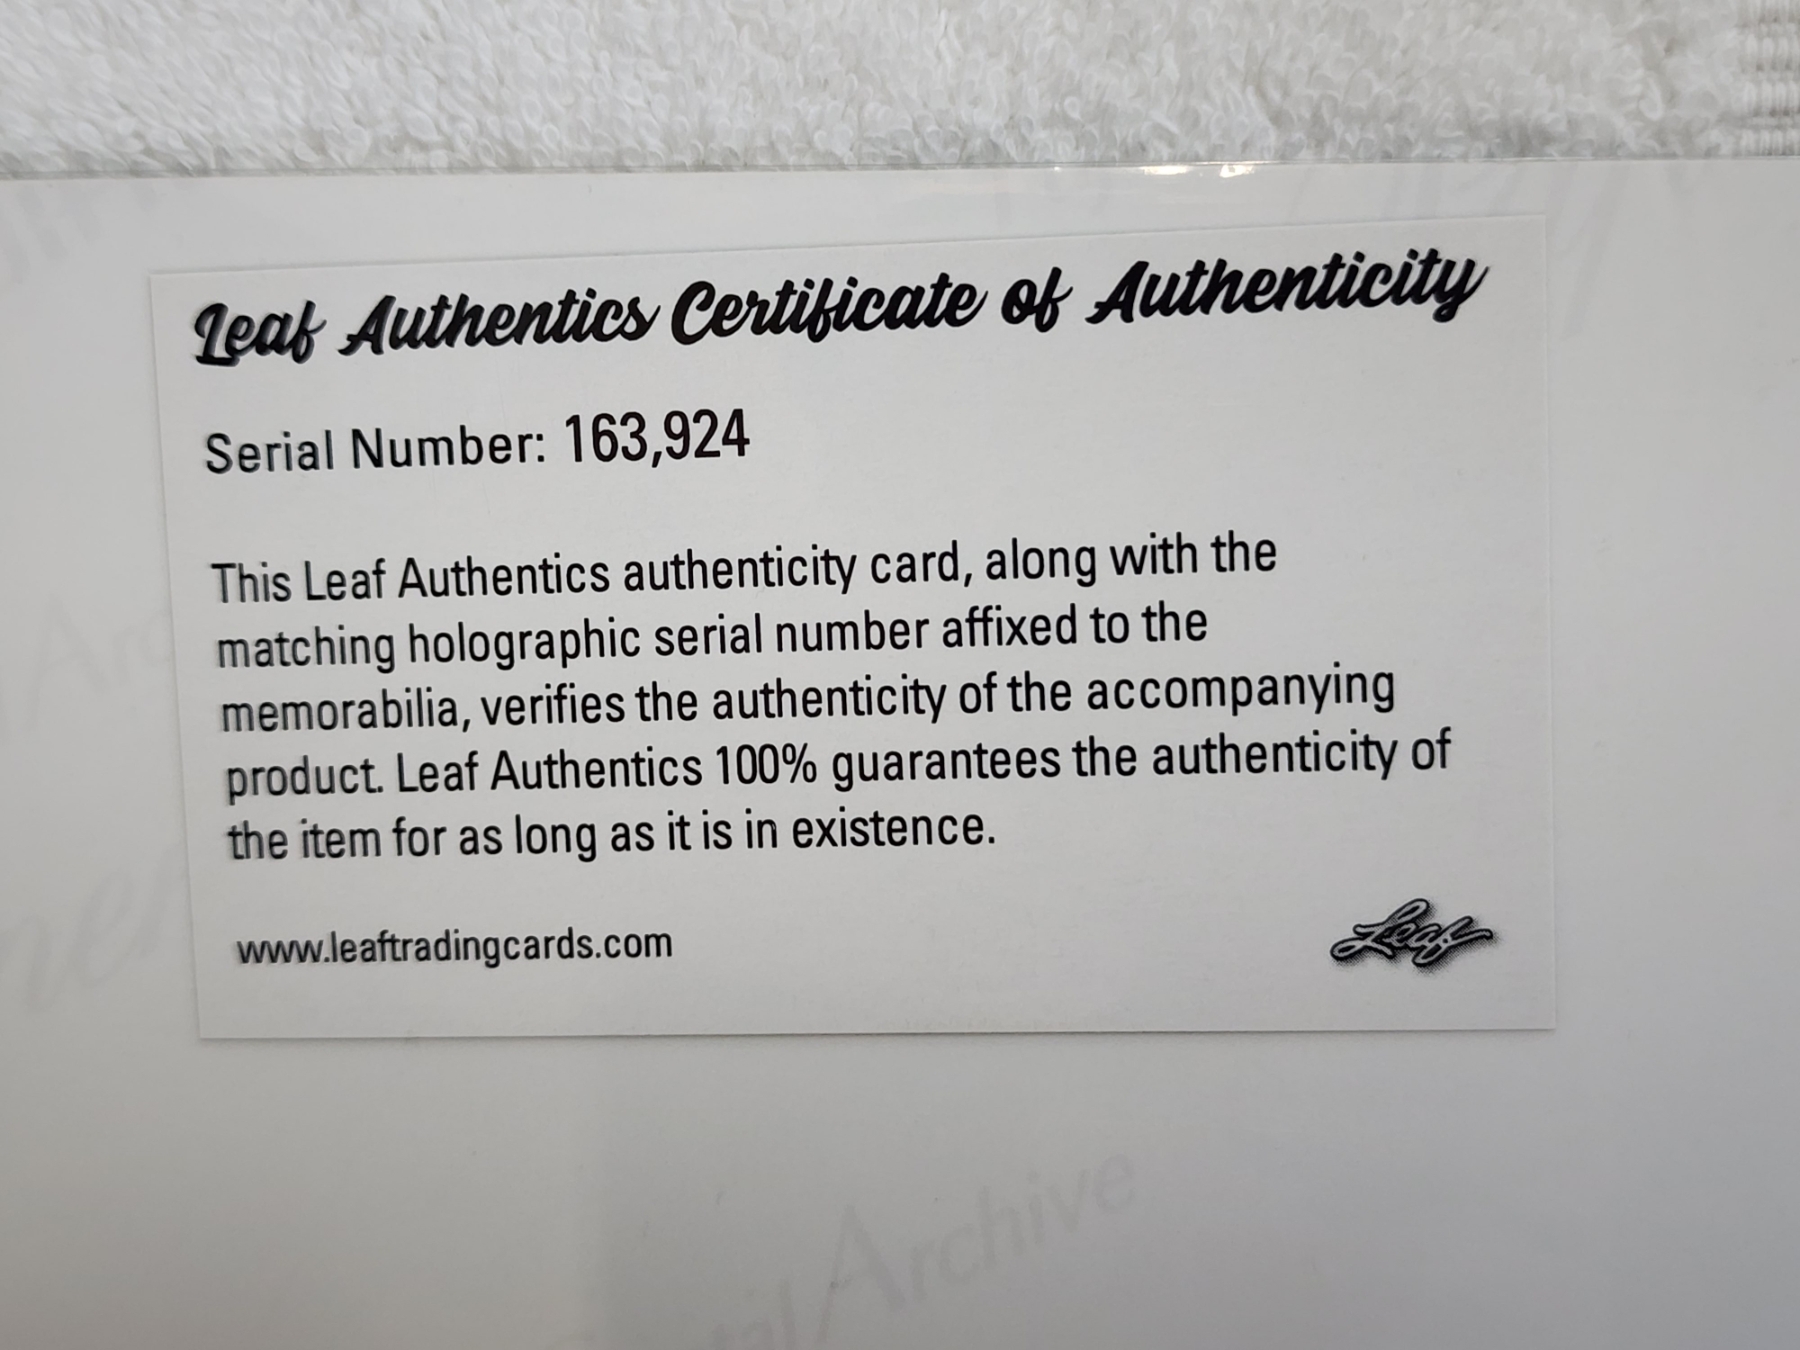 Leaf Authentics Certificate of Authenticity
Serial Number: 163,924
This Leaf Authentics authenticity card, along with the
matching holographic serial number affixed to the
memorabilia, verifies the authenticity of the accompanying
product. Leaf Authentics 100% guarantees the authenticity of
the item for as long as it is in existence.
www.leaftradingcards.com
Leaf
Archive